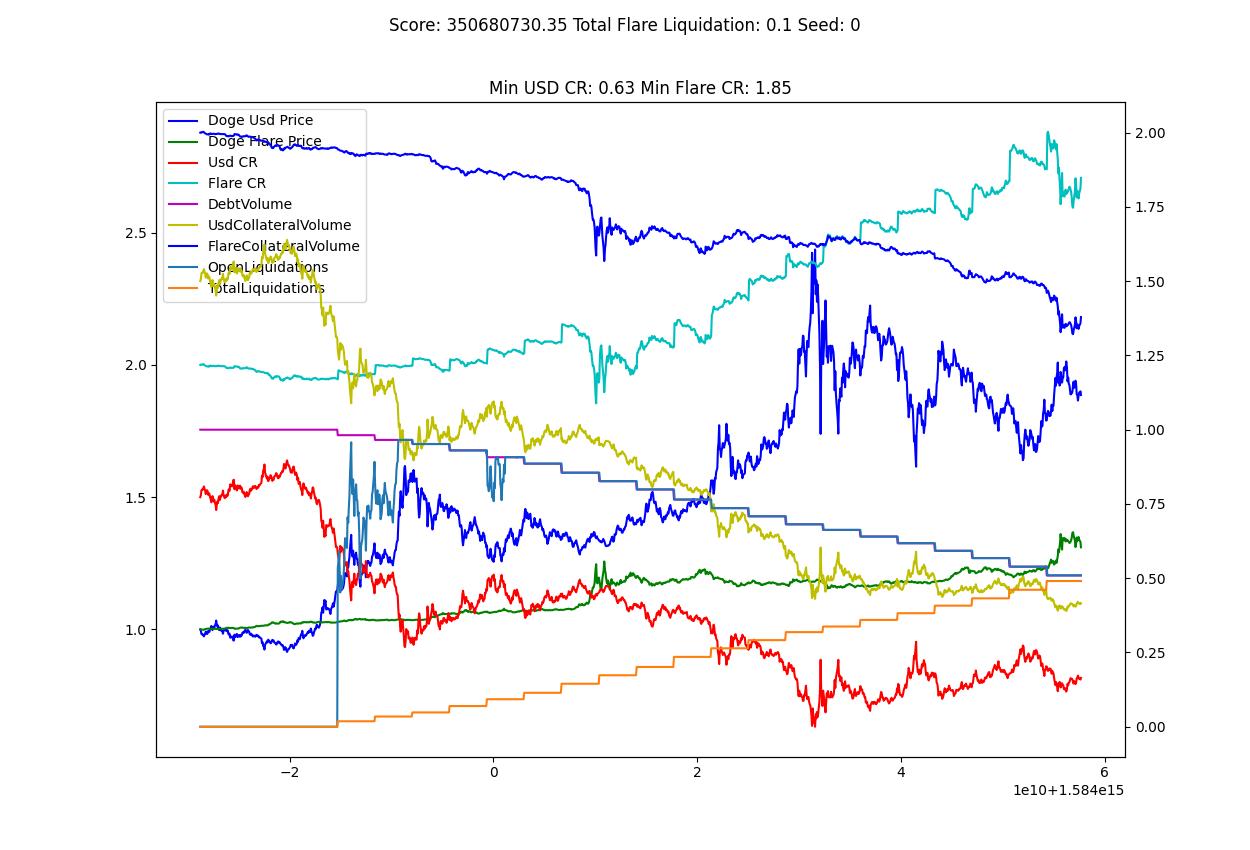 Score: 350680730.35 Total Flare Liquidation: 0.1 Seed: 0
Min USD CR: 0.63 Min Flare CR: 1.85
Doge Usd Price
Doge Flare Price
Usd CR
Flare CR
DebtVolume
UsdCollateralVolume
FlareCollateralVolume
OpenLiquidations
TotalLiquidations
2.5
2.0
1.5
1.0
2.00
1.75
1.50
1.25
1.00
0.75
0.50
0.25
0.00
−2
0
2
4
6
1e10+1.584e15